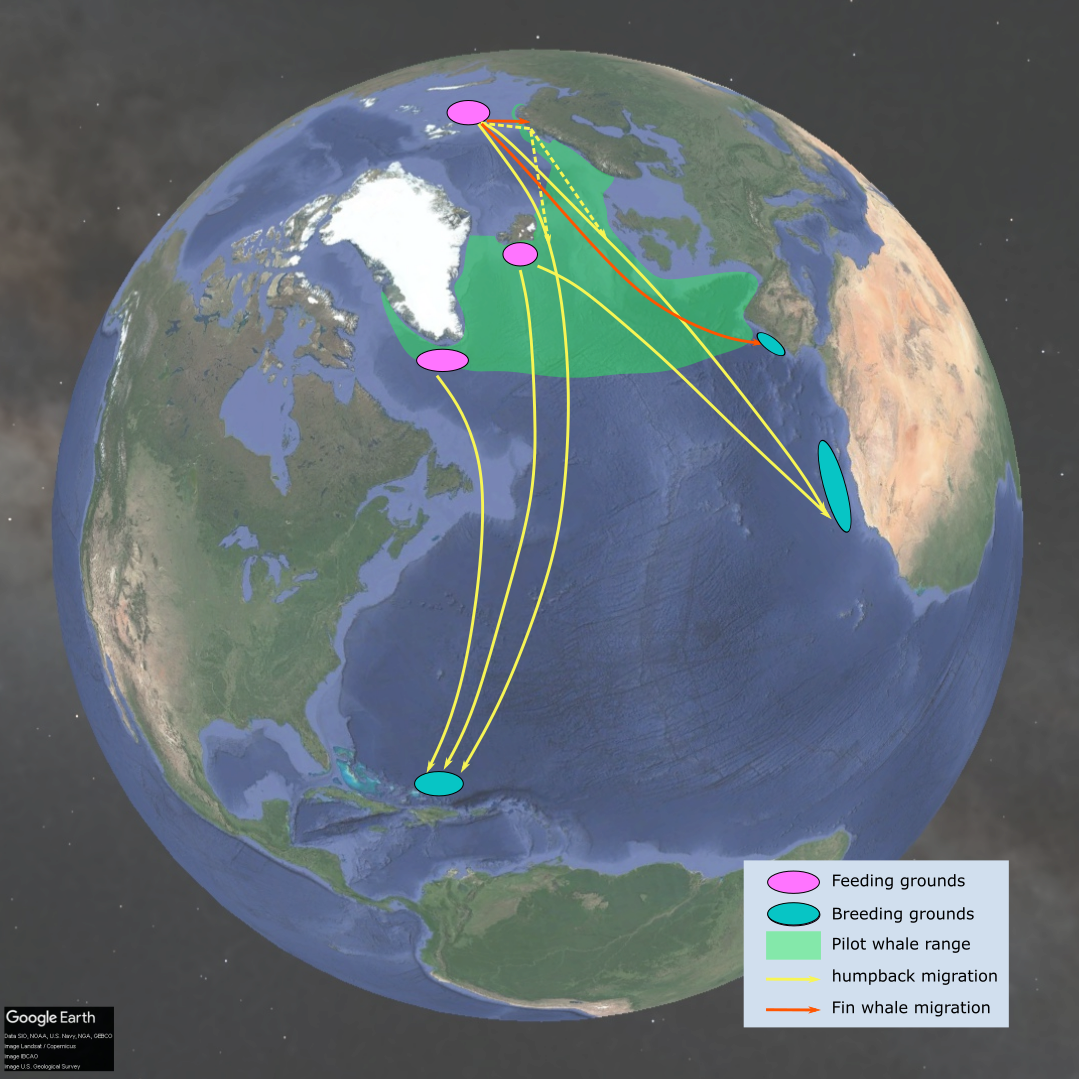 Feeding grounds
Breeding grounds
Pilot whale range
humpback migration
Fin whale migration
Google Earth
Data SIO, NOAA, U.S. Navy, NGA, GEBCO
Image Landsat / Copernicus
Image IBCAO
Image U.S. Geological Survey